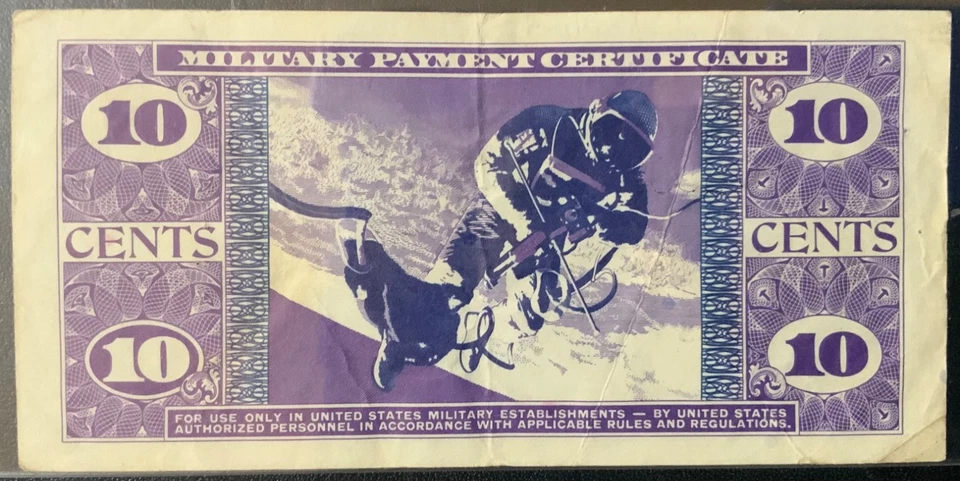 MILITARY PAYMENT CERTIFICATE
10
10
CENTS
CENTS
10
10
FOR USE ONLY IN UNITED STATES MILITARY ESTABLISHMENTS — BY UNITED STATES
AUTHORIZED PERSONNEL IN ACCORDANCE WITH APPLICABLE RULES AND REGULATIONS.